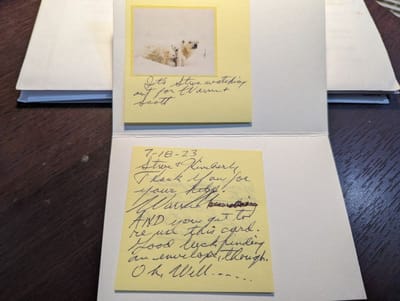 Its Steve watching
out for Warren &
Scott
7-18-23
Steve & Kimberly
Thank You for
your help!
AND you get to
re use this card.
Good luck finding
an envelope, though.
Oh, Well......